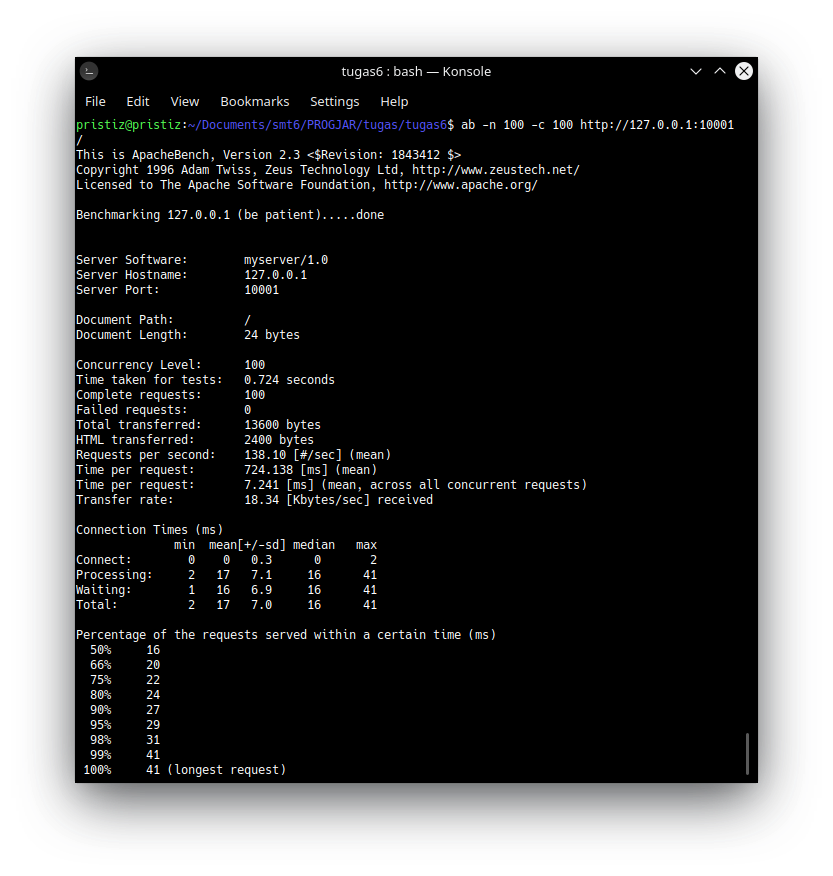 tugas6 : bash — Konsole
File Edit View Bookmarks Settings Help
pristiz@pristiz:~/Documents/smt6/PROGJAR/tugas/tugas6$ ab -n 100 -c 100 http://127.0.0.1:10001
/
This is ApacheBench, Version 2.3 <$Revision: 1843412 $>
Copyright 1996 Adam Twiss, Zeus Technology Ltd, http://www.zeustech.net/
Licensed to The Apache Software Foundation, http://www.apache.org/

Benchmarking 127.0.0.1 (be patient).....done


Server Software:        myserver/1.0
Server Hostname:        127.0.0.1
Server Port:            10001

Document Path:          /
Document Length:        24 bytes

Concurrency Level:      100
Time taken for tests:   0.724 seconds
Complete requests:      100
Failed requests:        0
Total transferred:      13600 bytes
HTML transferred:       2400 bytes
Requests per second:    138.10 [#/sec] (mean)
Time per request:       724.138 [ms] (mean)
Time per request:       7.241 [ms] (mean, across all concurrent requests)
Transfer rate:          18.34 [Kbytes/sec] received

Connection Times (ms)
              min  mean[+/-sd] median   max
Connect:        0    0   0.3      0       2
Processing:     2   17   7.1     16      41
Waiting:        1   16   6.9     16      41
Total:          2   17   7.0     16      41

Percentage of the requests served within a certain time (ms)
  50%     16
  66%     20
  75%     22
  80%     24
  90%     27
  95%     29
  98%     31
  99%     41
 100%     41 (longest request)